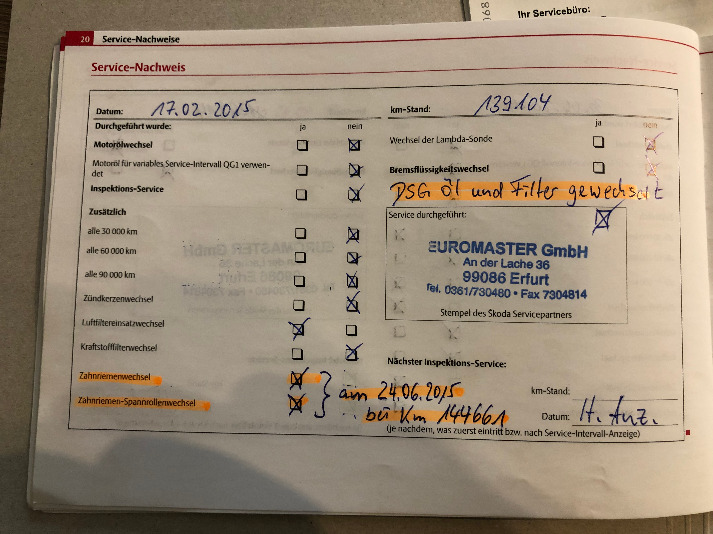 Ihr Servicebüro:
20 Service-Nachweise
Service-Nachweis
Datum: 17.02.2015
km-Stand: 139.104
Durchgeführt wurde: ja nein
ja nein
Motorölwechsel
Wechsel der Lambda-Sonde
Motoröl für variables Service-Intervall QG1 verwen-
det
Bremsflüssigkeitswechsel
Inspektions-Service
DSG Öl und Filter gewechselt
Zusätzlich
Service durchgeführt:
alle 30 000 km
alle 60 000 km
alle 90 000 km
EUROMASTER GmbH
An der Lache 36
99086 Erfurt
Tel. 0361/730480 • Fax 7304814
Zündkerzenwechsel
Stempel des Skoda Servicepartners
Luftfiltereinsatzwechsel
Kraftstofffilterwechsel
Nächster Inspektions-Service:
Zahnriemenwechsel
am 24.06.2015
km-Stand:
Zahnriemen-Spannrollenwechsel
bei Km 144661
Datum: H. Anz.
(je nachdem, was zuerst eintritt bzw. nach Service-Intervall-Anzeige)